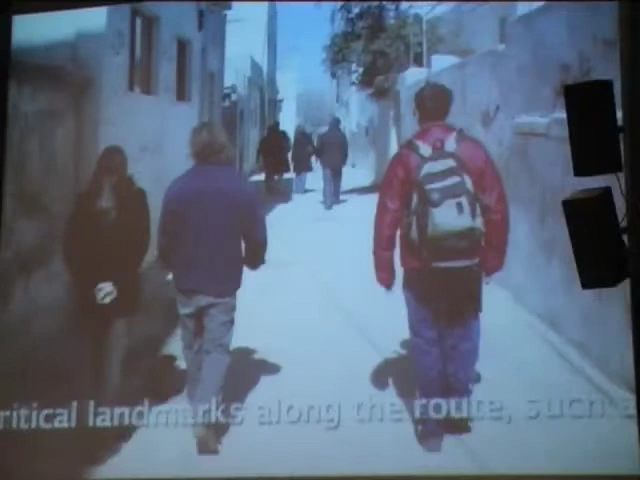 ritical landmarks along the route, such a